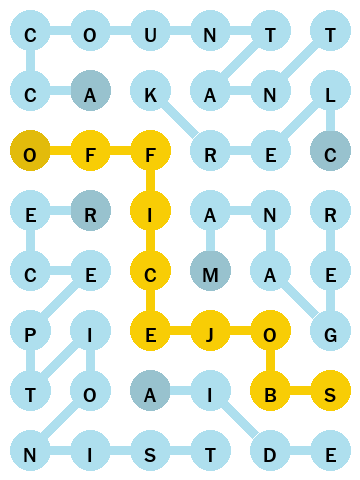 C O U N T T
C A K A N L
O F F R E C
E R I A N R
C E C M A E
P I E J O G
T O A I B S
N I S T D E